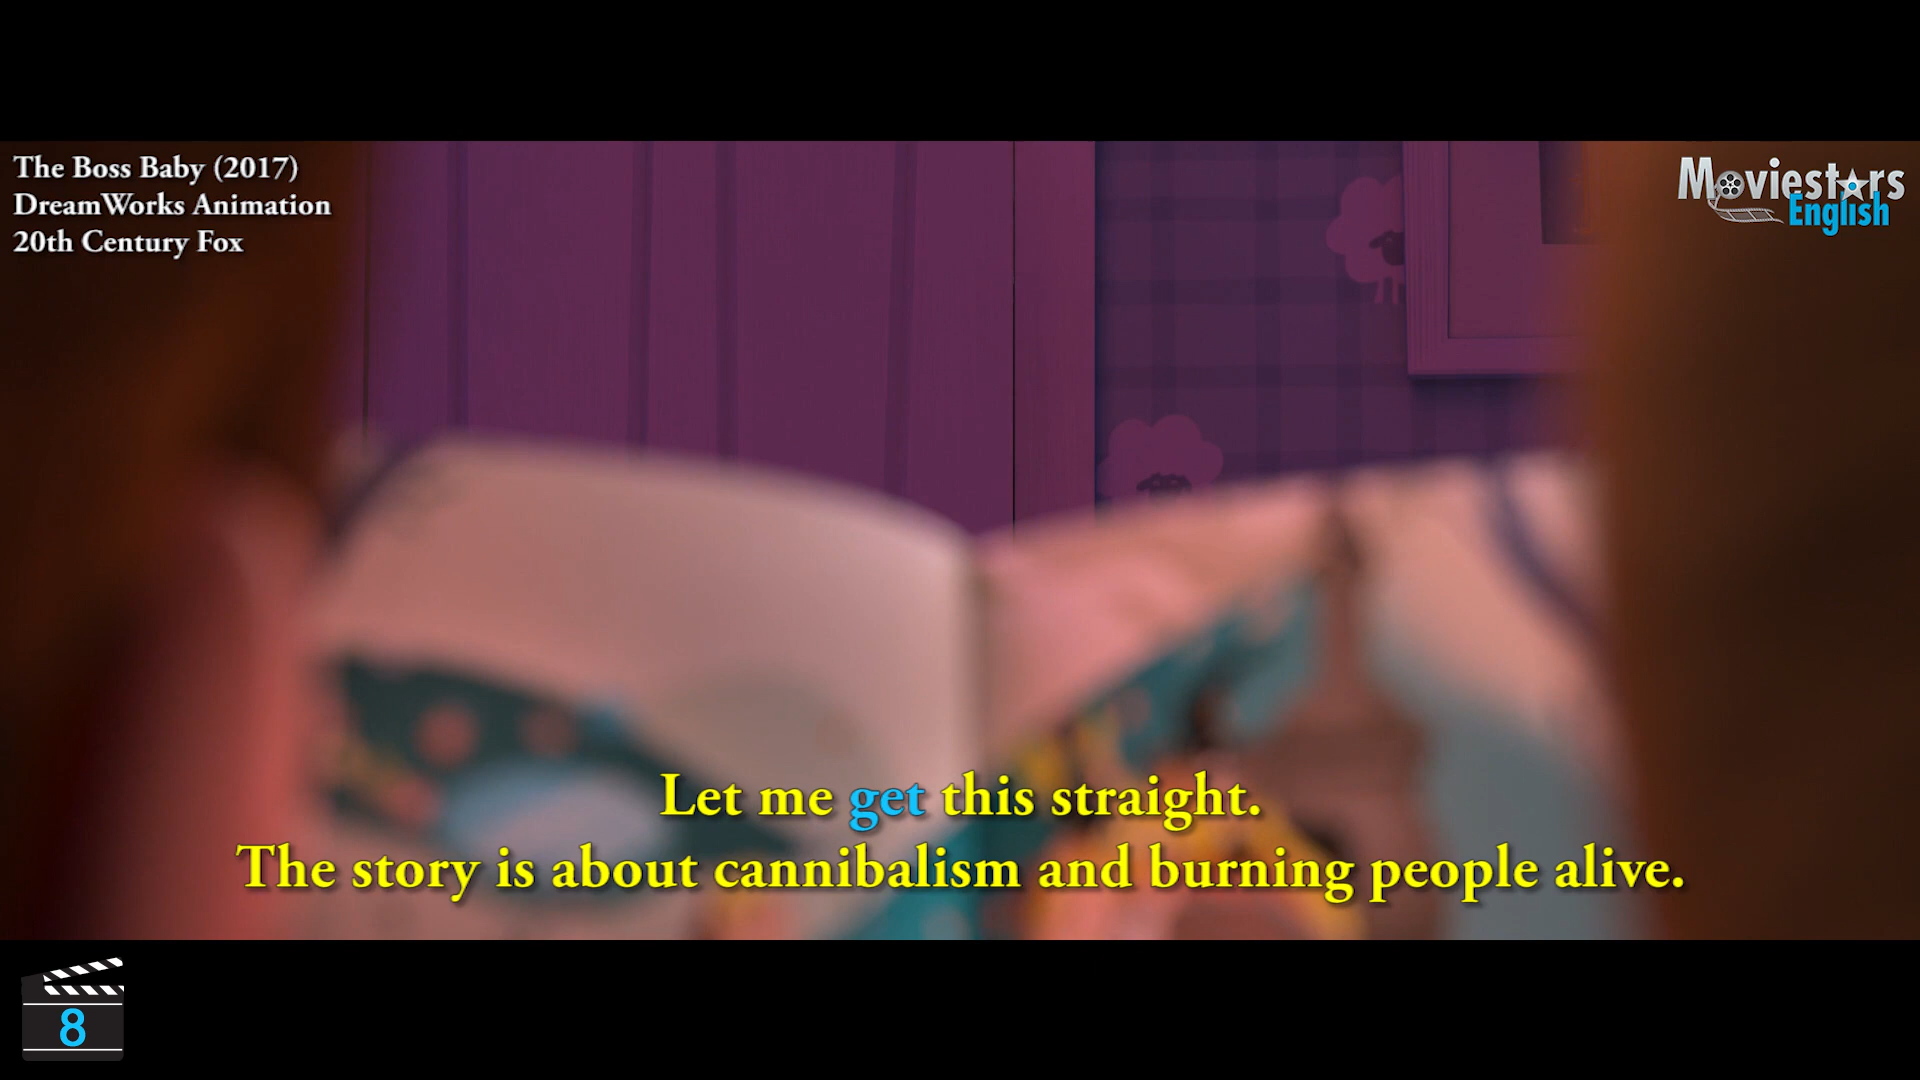 The Boss Baby (2017)
DreamWorks Animation
20th Century Fox
Moviestars
English
Let me get this straight.
The story is about cannibalism and burning people alive.
8